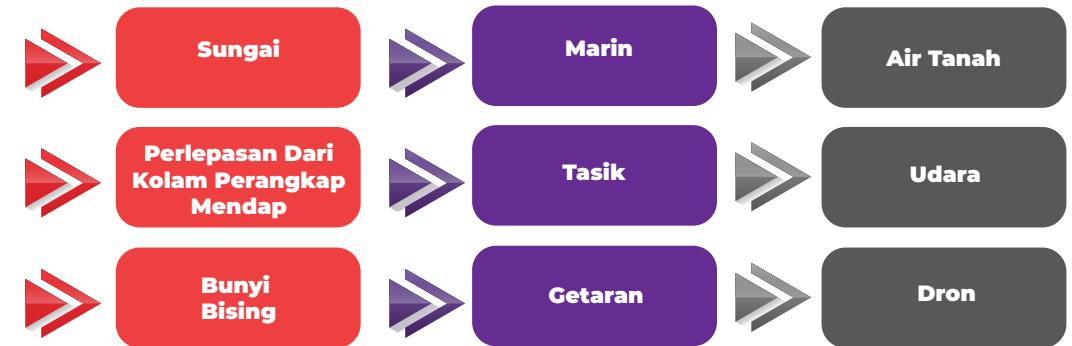 Sungai
Marin
Air Tanah
Perlepasan Dari
Kolam Perangkap
Mendap
Tasik
Udara
Bunyi
Bising
Getaran
Dron